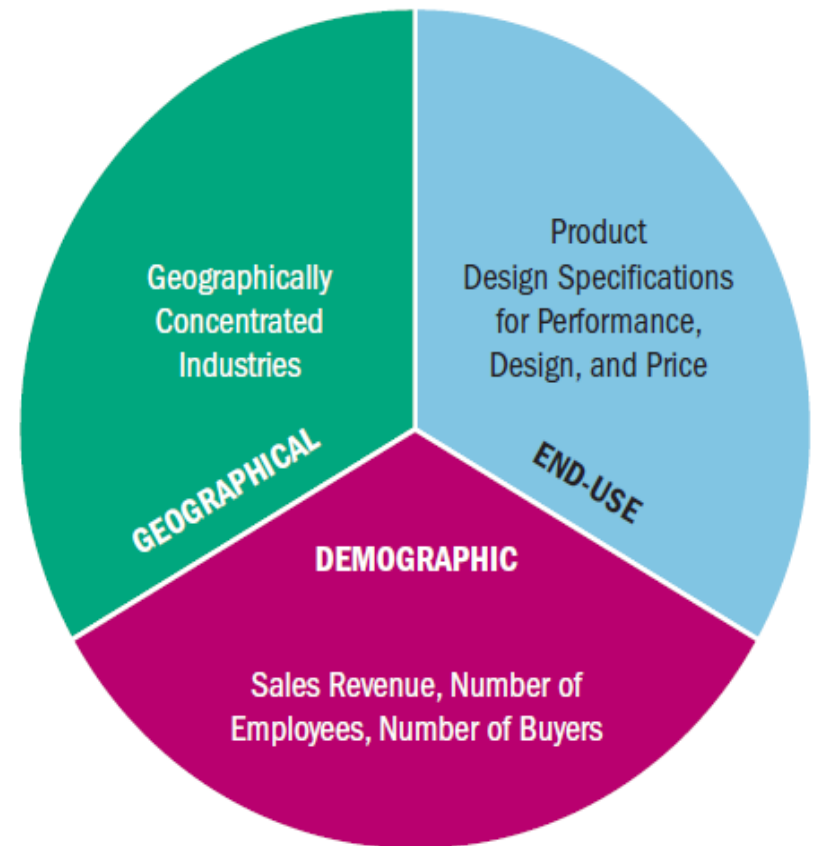 Geographically
Concentrated
Industries
GEOGRAPHICAL
Product
Design Specifications
for Performance,
Design, and Price
END-USE
DEMOGRAPHIC
Sales Revenue, Number of
Employees, Number of Buyers